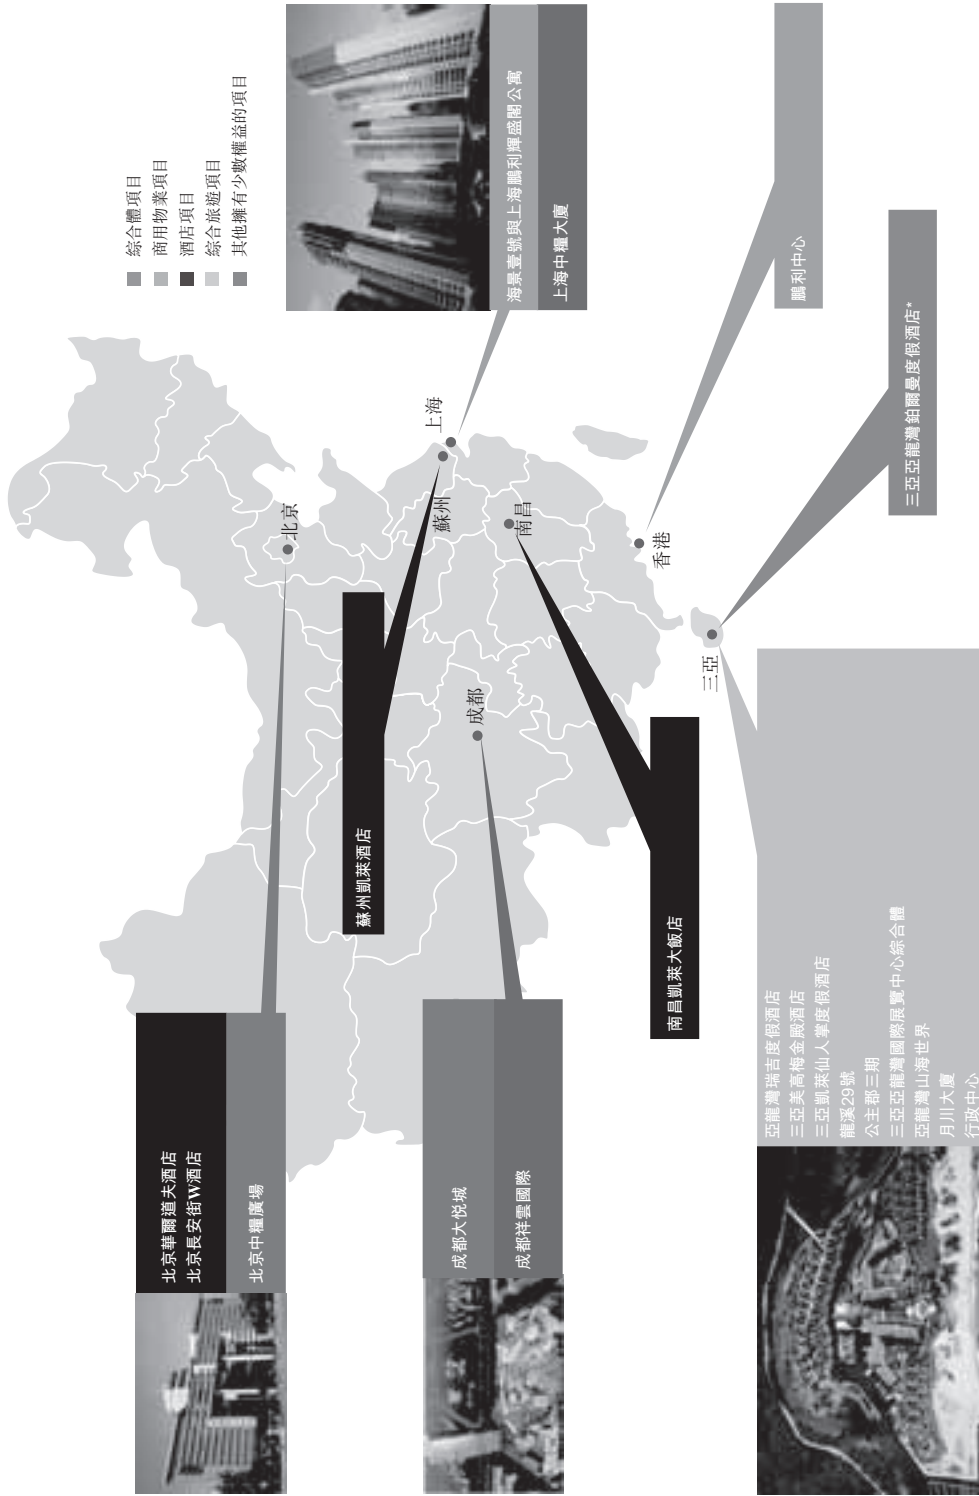 綜合體項目
商用物業項目
酒店項目
綜合旅遊項目
其他擁有少數權益的項目
北京華爾道夫酒店
北京長安街W酒店
北京中糧廣場
北京
海景壹號與上海鵬利輝盛閣公寓
上海中糧大廈
上海
蘇州凱萊酒店
蘇州
成都大悅城
成都祥雲國際
成都
南昌
南昌凱萊大飯店
香港
鵬利中心
三亞
三亞亞龍灣鉑爾曼度假酒店*
亞龍灣瑞吉度假酒店
三亞美高梅金殿酒店
三亞凱萊仙人掌度假酒店
龍溪29號
公主郡三期
三亞亞龍灣國際展覽中心綜合體
亞龍灣山海世界
月川大廈
行政中心